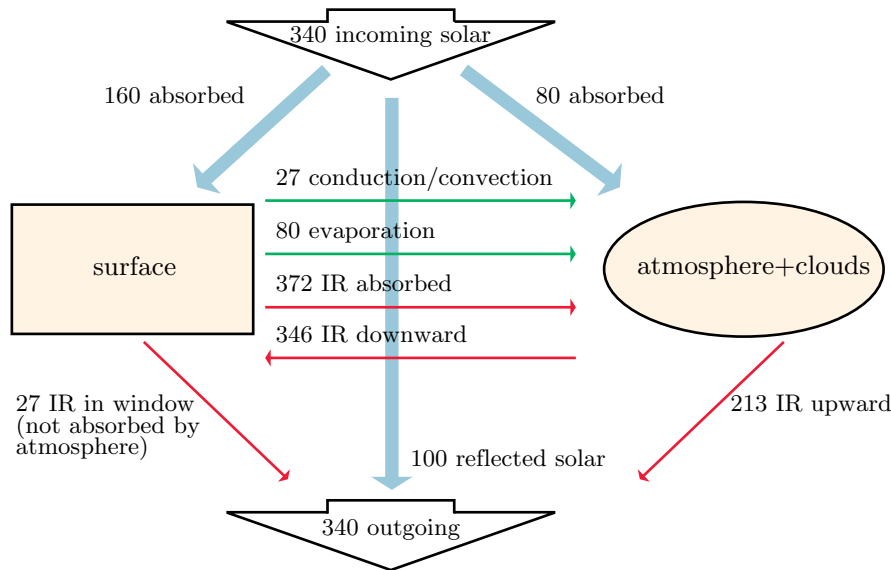 340 incoming solar
160 absorbed
80 absorbed
27 conduction/convection
80 evaporation
surface
atmosphere+clouds
372 IR absorbed
346 IR downward
27 IR in window
(not absorbed by
atmosphere)
213 IR upward
100 reflected solar
340 outgoing